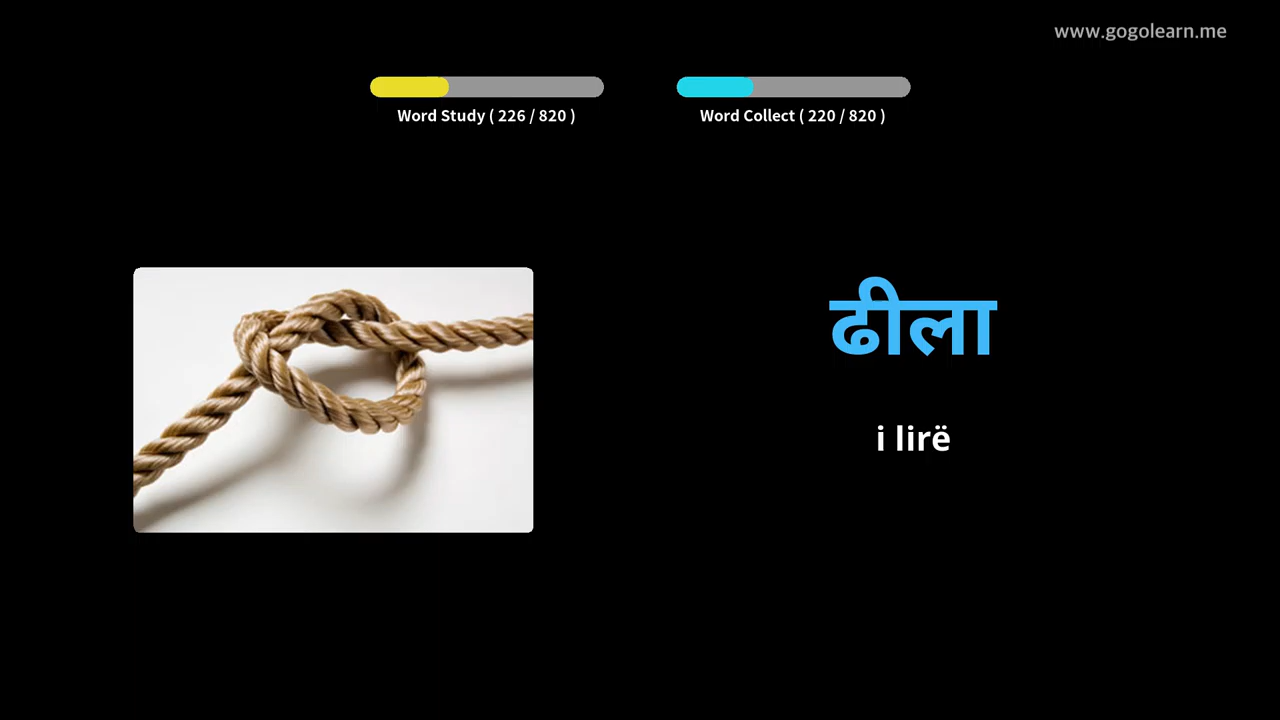 www.gogolearn.me
Word Study ( 226 / 820 )
Word Collect ( 220 / 820 )
ढीला
i lirë